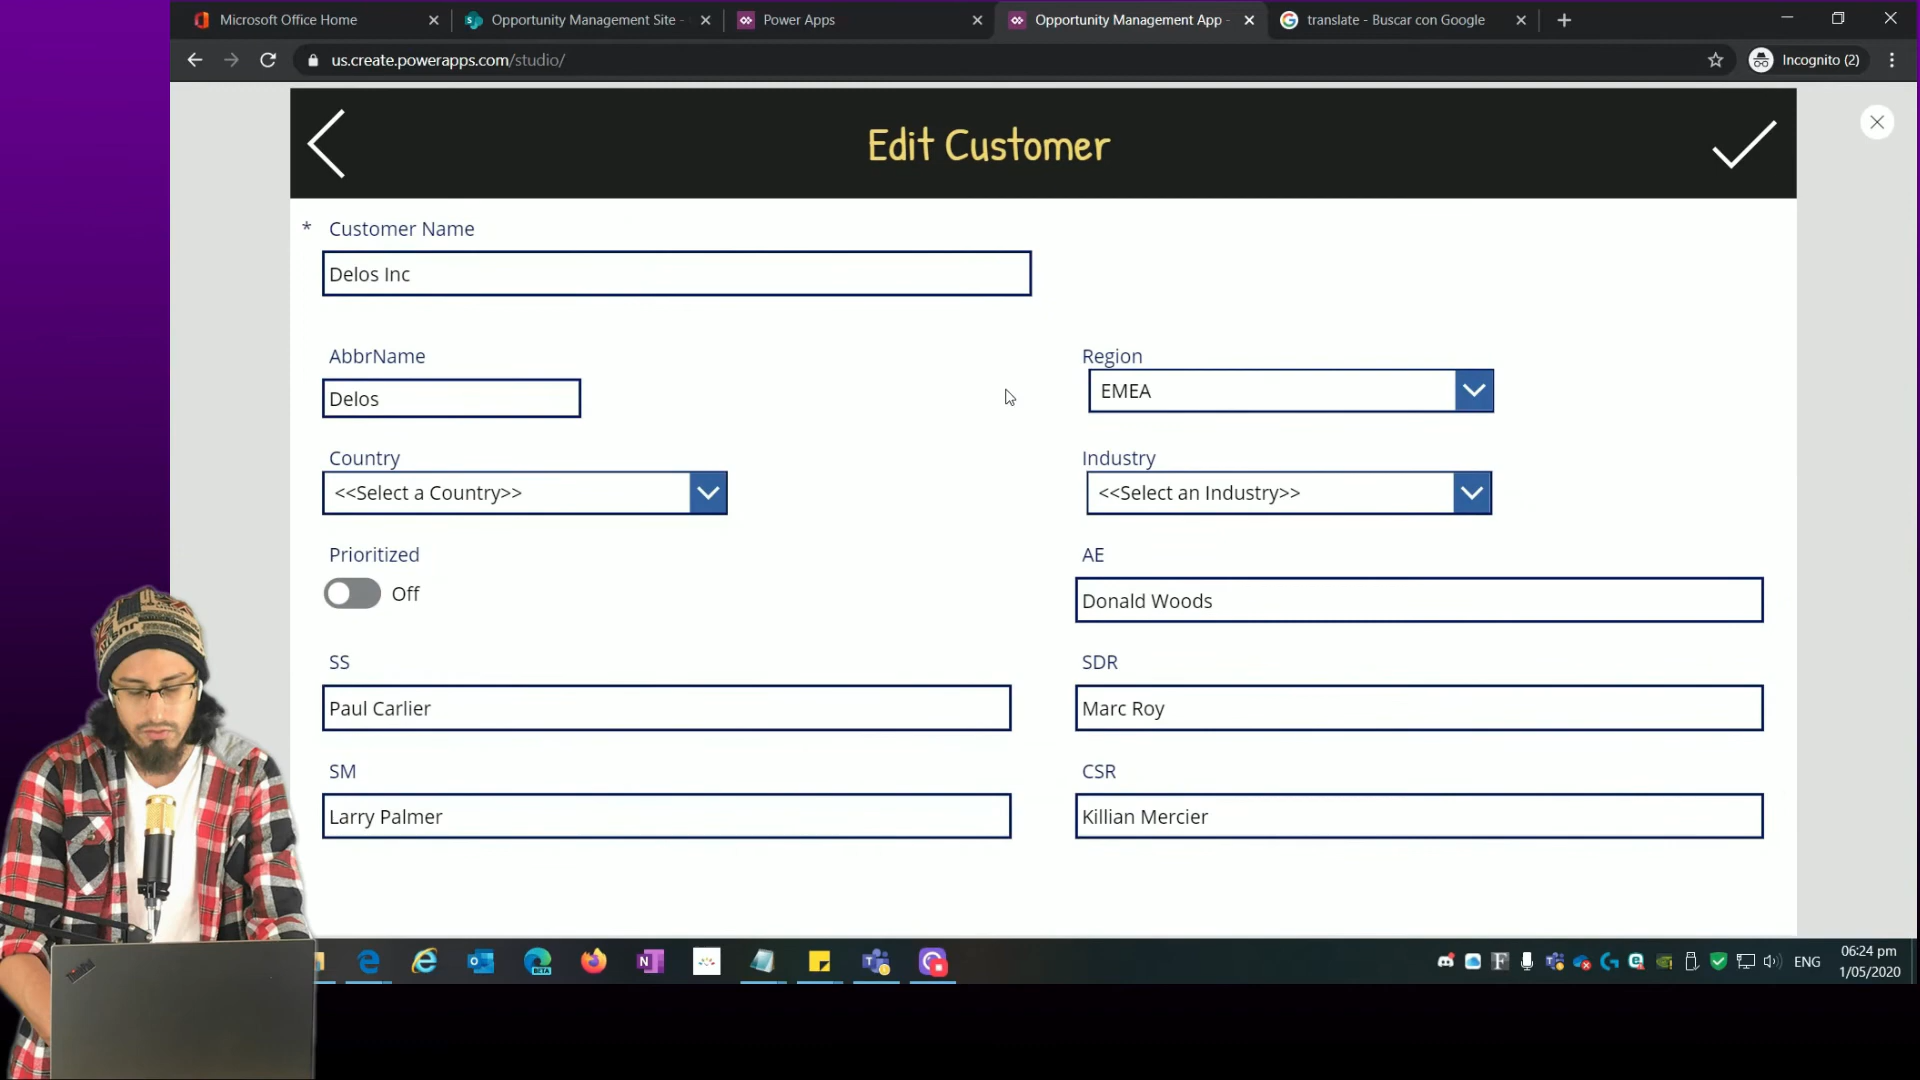 Microsoft Office Home
Opportunity Management Site -
Power Apps
Opportunity Management App -
translate - Buscar con Google
us.create.powerapps.com/studio/
Incognito (2)
Edit Customer
* Customer Name
Delos Inc
AbbrName
Region
Delos
EMEA
Country
Industry
<<Select a Country>>
<<Select an Industry>>
Prioritized
AE
Off
Donald Woods
SS
SDR
Paul Carlier
Marc Roy
SM
CSR
Larry Palmer
Killian Mercier
BETA
ENG
06:24 pm
1/05/2020